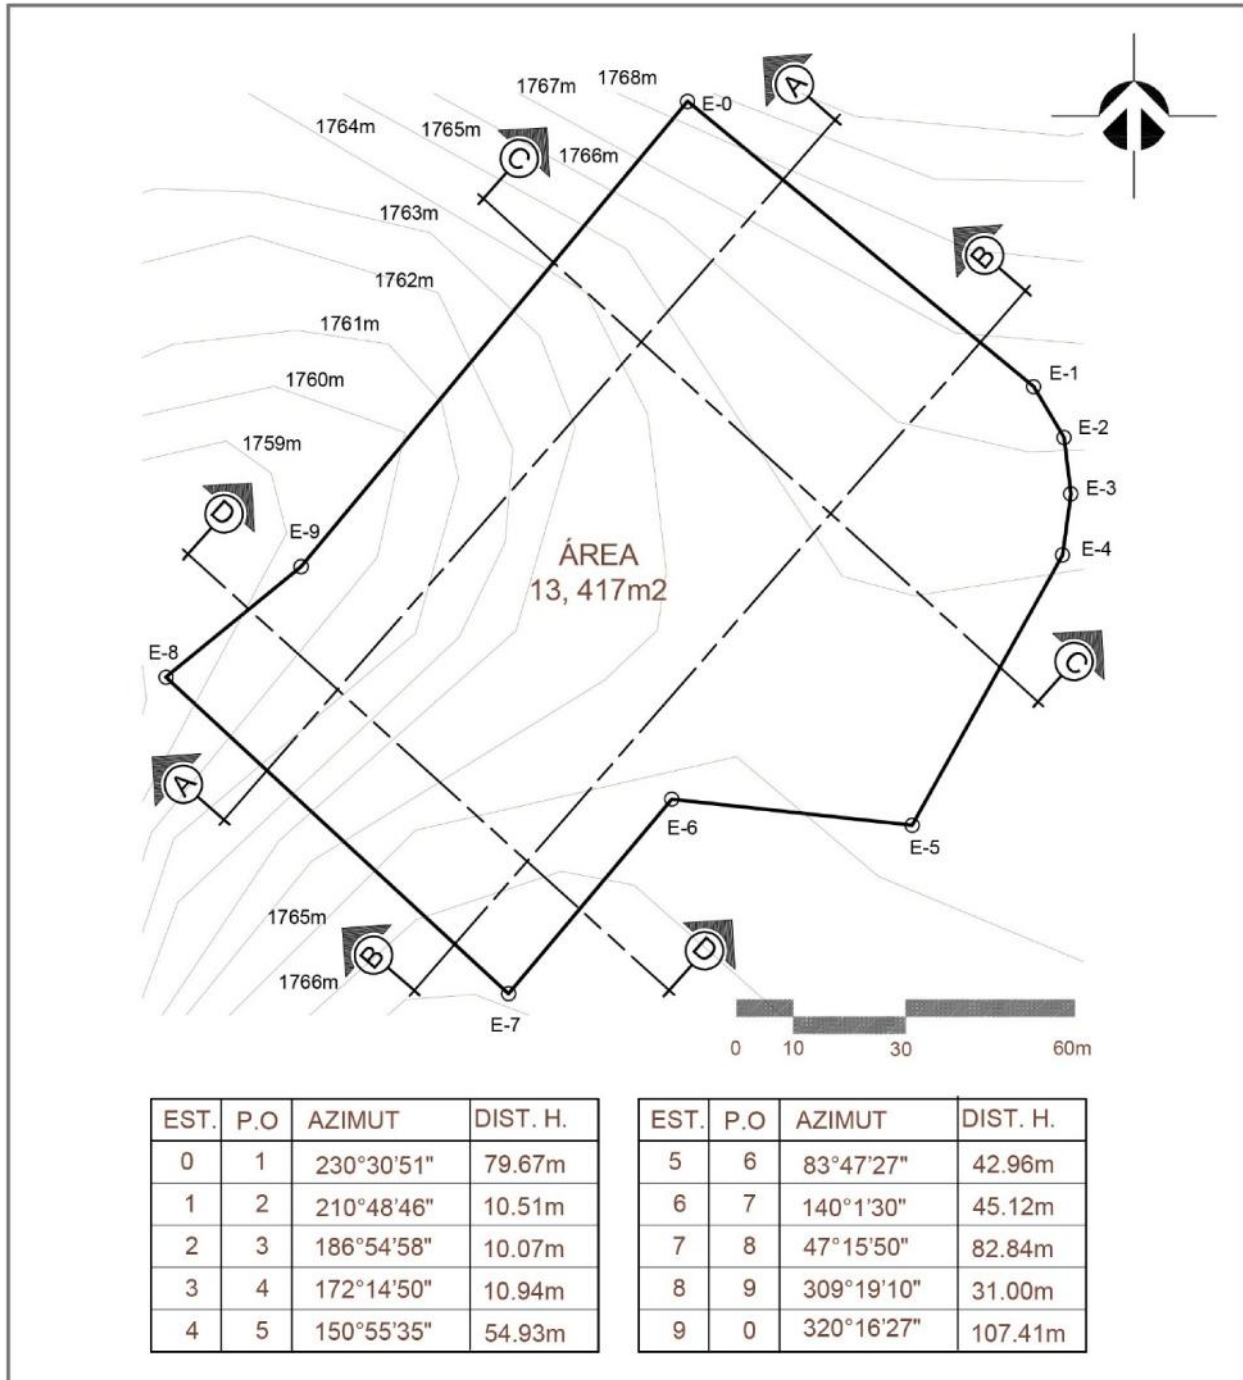 1768m
A
1767m
E-0
1764m
1765m
1766m
C
1763m
B
1762m
1761m
1760m
E-1
E-2
1759m
E-3
D
E-9
E-4
ÁREA
13, 417m2
E-8
C
A
E-6
E-5
1765m
B
D
1766m
E-7
0 10 30 60m
EST. P.O AZIMUT DIST. H.
0 1 230°30'51" 79.67m
1 2 210°48'46" 10.51m
2 3 186°54'58" 10.07m
3 4 172°14'50" 10.94m
4 5 150°55'35" 54.93m
EST. P.O AZIMUT DIST. H.
5 6 83°47'27" 42.96m
6 7 140°1'30" 45.12m
7 8 47°15'50" 82.84m
8 9 309°19'10" 31.00m
9 0 320°16'27" 107.41m